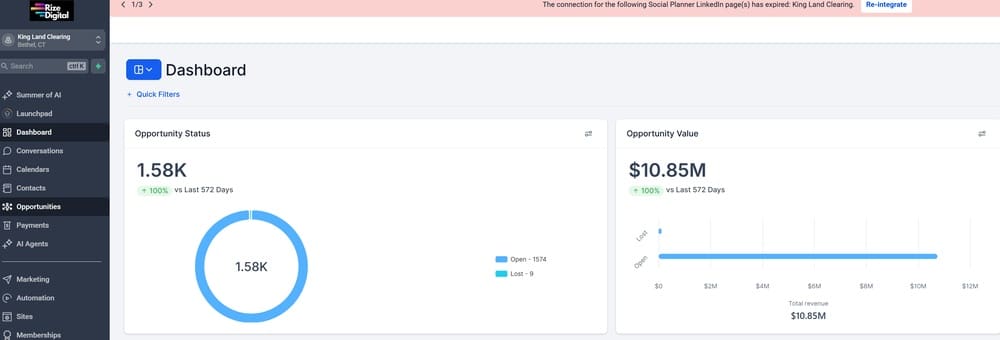 Rize
Digital
King Land Clearing
Bethel, CT
Search
ctrl K
+
Summer of AI
Launchpad
Dashboard
Conversations
Calendars
Contacts
Opportunities
Payments
AI Agents
Marketing
Automation
Sites
Memberships
1/3
The connection for the following Social Planner LinkedIn page(s) has expired: King Land Clearing.
Re-integrate
Dashboard
+ Quick Filters
Opportunity Status
1.58K
↑ 100% vs Last 572 Days
1.58K
Open - 1574
Lost - 9
Opportunity Value
$10.85M
↑ 100% vs Last 572 Days
Lost
Open
$0 $2M $4M $6M $8M $10M $12M
Total revenue
$10.85M